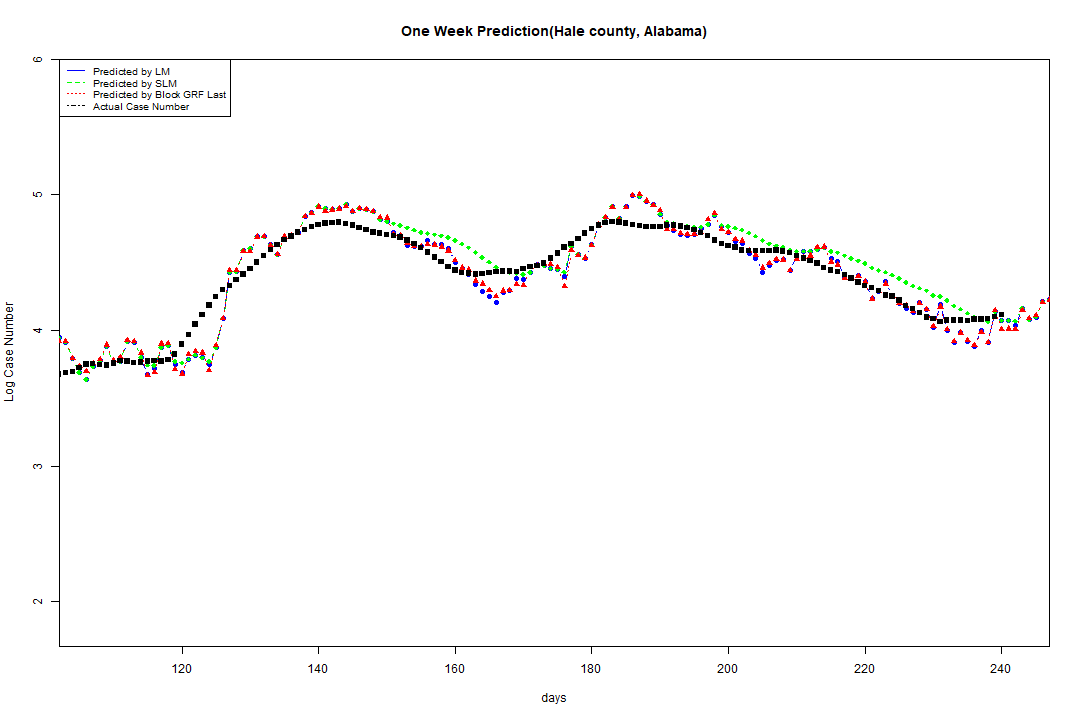 One Week Prediction(Hale county, Alabama)
Predicted by LM
Predicted by SLM
Predicted by Block GRF Last
Actual Case Number
6
5
4
3
2
Log Case Number
120 140 160 180 200 220 240
days